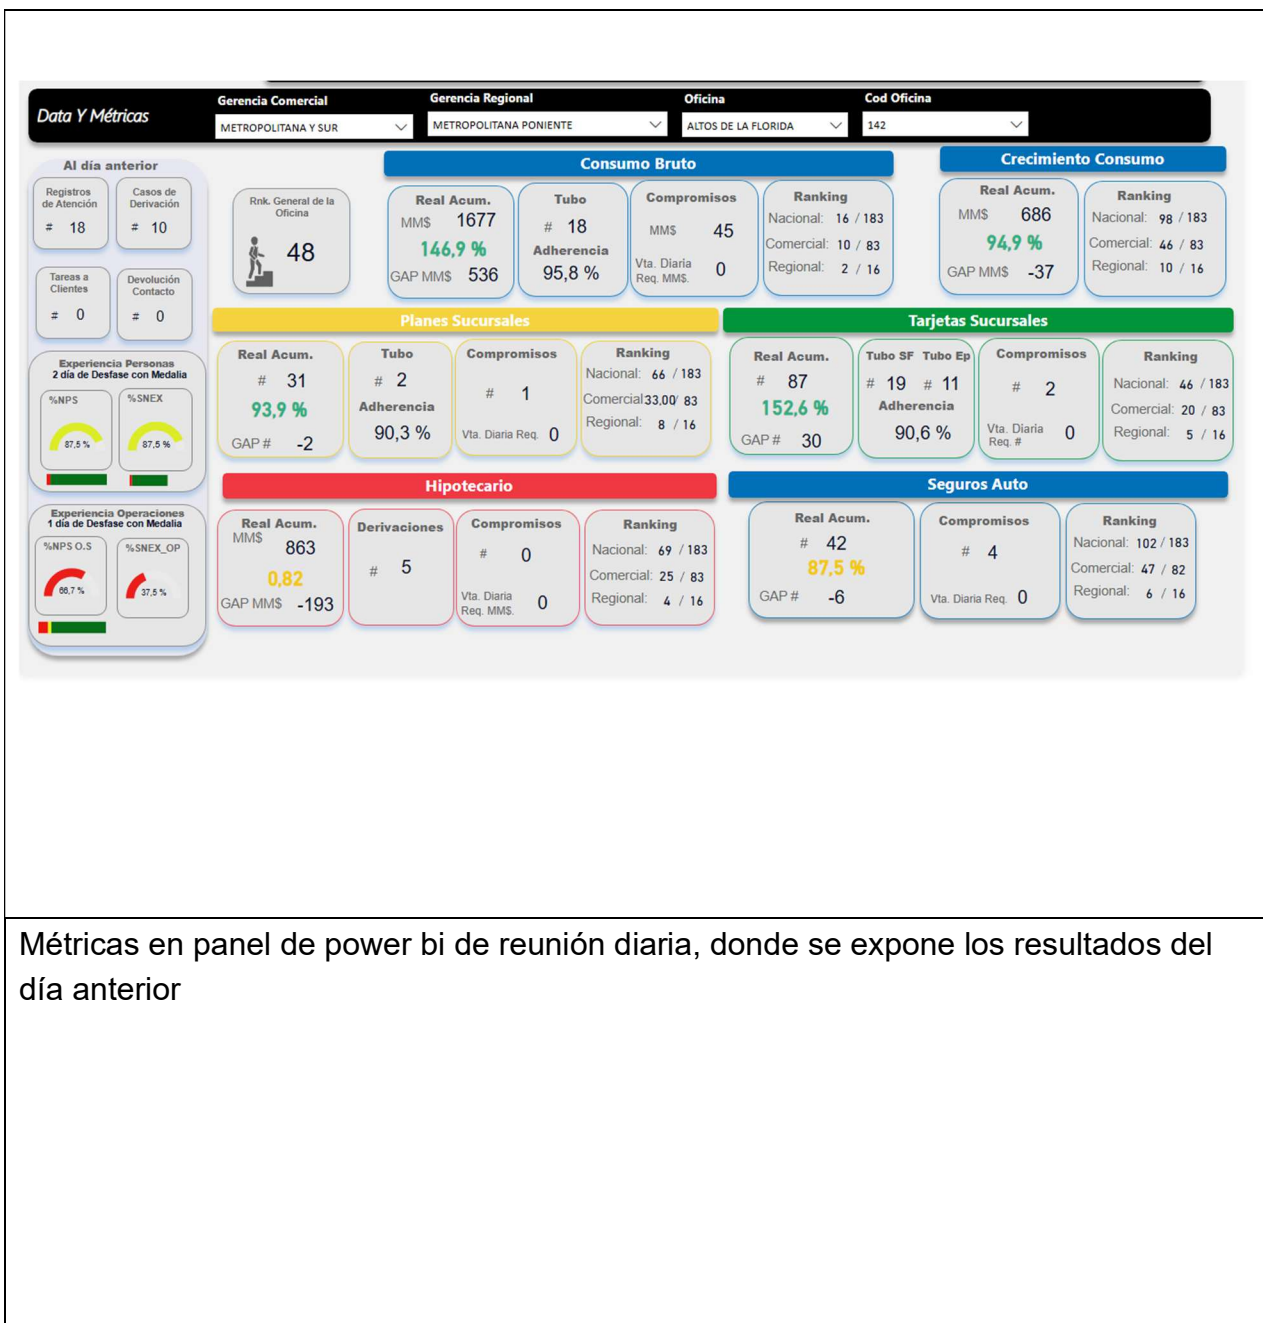 Data Y Métricas
Gerencia Comercial
METROPOLITANA Y SUR
Gerencia Regional
METROPOLITANA PONIENTE
Oficina
ALTOS DE LA FLORIDA
Cod Oficina
142
Al día anterior
Registros de Atención
# 18
Casos de Derivación
# 10
Tareas a Clientes
# 0
Devolución Contacto
# 0
Experiencia Personas
2 día de Desfase con Medalia
%NPS
87,5 %
%SNEX
87,5 %
Experiencia Operaciones
1 día de Desfase con Medalia
%NPS O.S
66,7 %
%SNEX_OP
37,5 %
Rnk. General de la Oficina
48
Consumo Bruto
Real Acum.
MM$ 1677
146,9 %
GAP MM$ 536
Tubo
# 18
Adherencia
95,8 %
Compromisos
MM$ 45
Vta. Diaria Req. MM$. 0
Ranking
Nacional: 16 / 183
Comercial: 10 / 83
Regional: 2 / 16
Crecimiento Consumo
Real Acum.
MM$ 686
94,9 %
GAP MM$ -37
Ranking
Nacional: 98 / 183
Comercial: 46 / 83
Regional: 10 / 16
Planes Sucursales
Real Acum.
# 31
93,9 %
GAP # -2
Tubo
# 2
Adherencia
90,3 %
Compromisos
# 1
Vta. Diaria Req. 0
Ranking
Nacional: 66 / 183
Comercial 33,00/ 83
Regional: 8 / 16
Tarjetas Sucursales
Real Acum.
# 87
152,6 %
GAP # 30
Tubo SF Tubo Ep
# 19 # 11
Adherencia
90,6 %
Compromisos
# 2
Vta. Diaria Req. # 0
Ranking
Nacional: 46 / 183
Comercial: 20 / 83
Regional: 5 / 16
Hipotecario
Real Acum.
MM$ 863
0,82
GAP MM$ -193
Derivaciones
# 5
Compromisos
# 0
Vta. Diaria Req. MM$. 0
Ranking
Nacional: 69 / 183
Comercial: 25 / 83
Regional: 4 / 16
Seguros Auto
Real Acum.
# 42
87,5 %
GAP # -6
Compromisos
# 4
Vta. Diaria Req. 0
Ranking
Nacional: 102 / 183
Comercial: 47 / 82
Regional: 6 / 16
Métricas en panel de power bi de reunión diaria, donde se expone los resultados del
día anterior